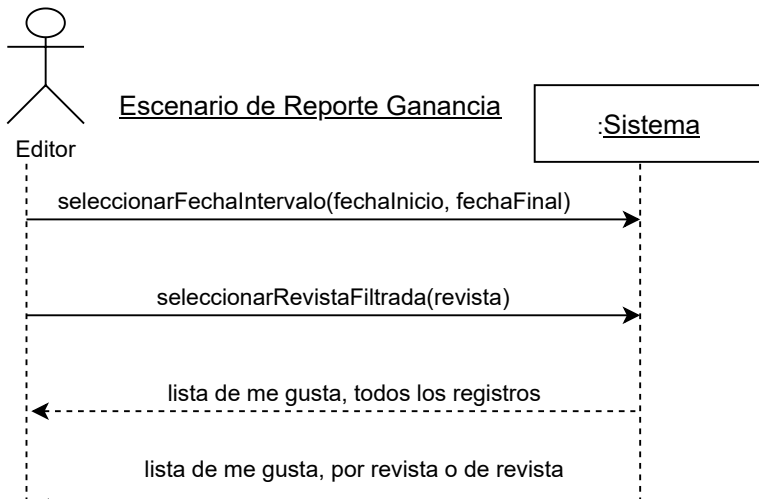 Escenario de Reporte Ganancia
:Sistema
Editor
seleccionarFechaIntervalo(fechaInicio, fechaFinal)
seleccionarRevistaFiltrada(revista)
lista de me gusta, todos los registros
lista de me gusta, por revista o de revista